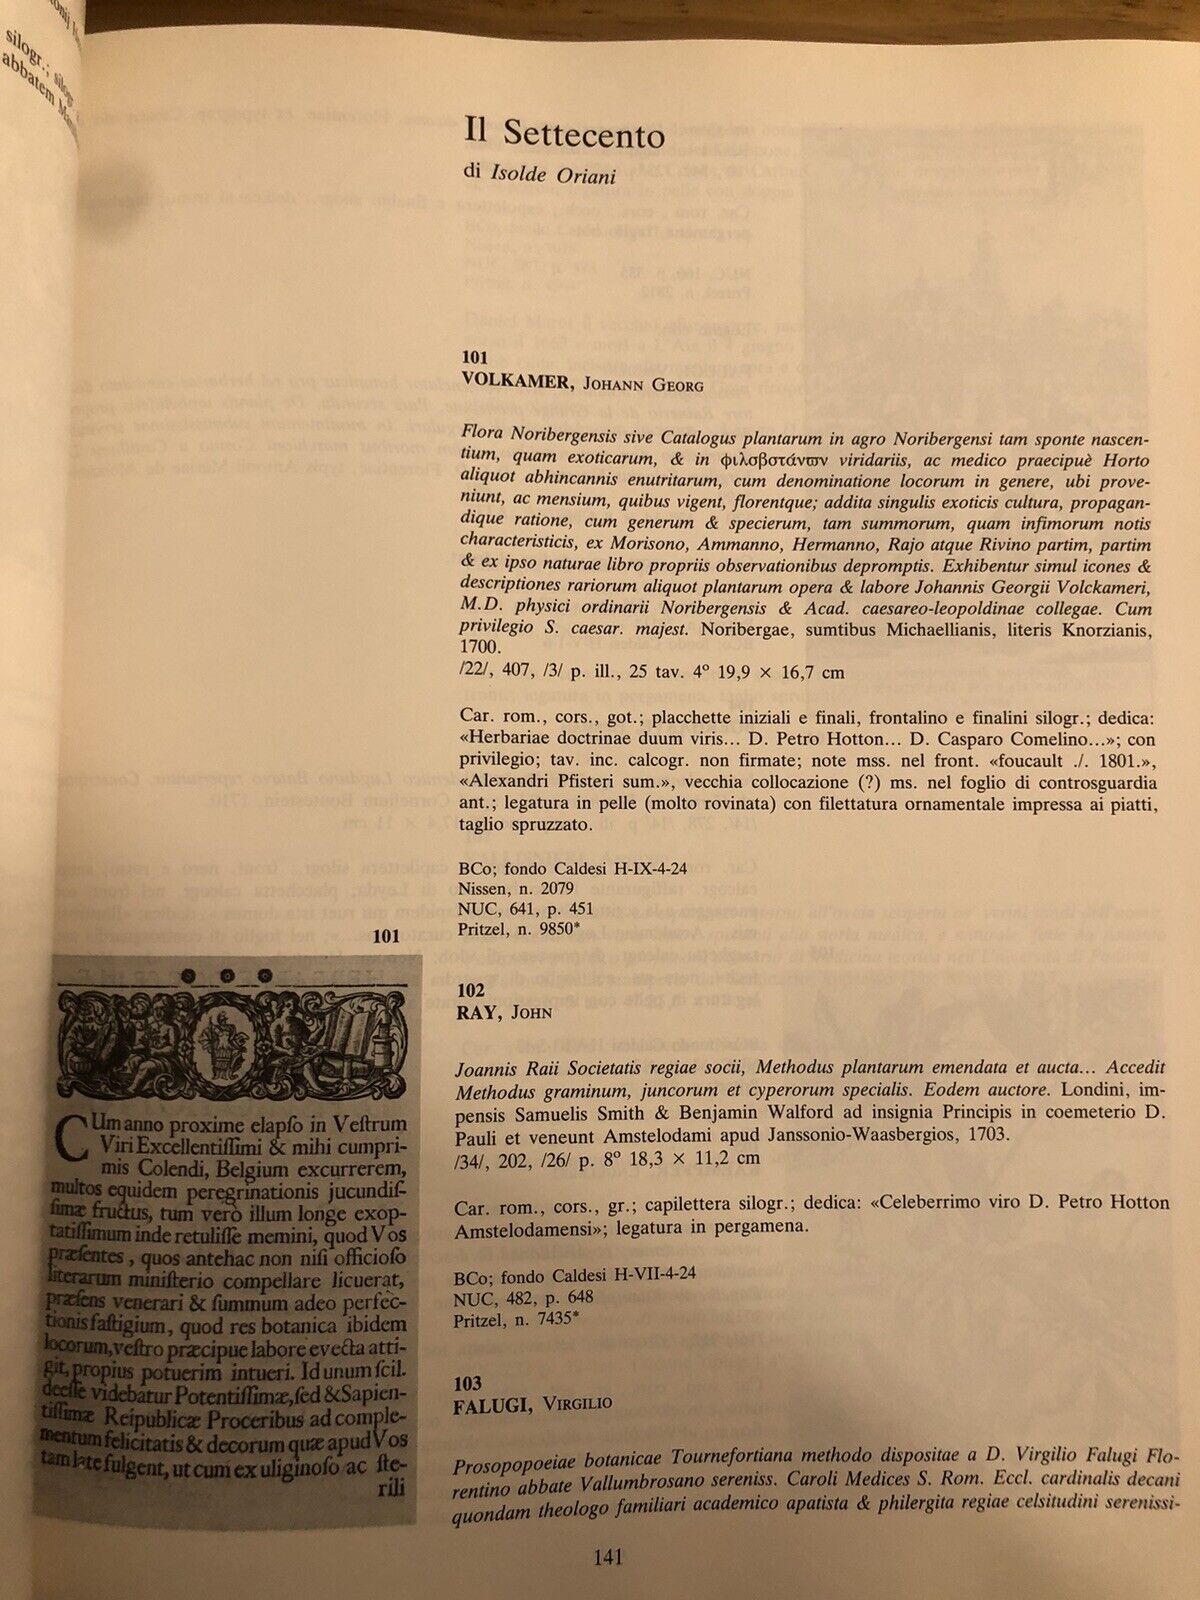 silogr.; silogr.
abbatem
Il Settecento
di Isolde Oriani
101
VOLKAMER, JOHANN GEORG
Flora Noribergensis sive Catalogus plantarum in agro Noribergensi tam sponte nascen-
tium, quam exoticarum, & in φιλοβοτάνων viridariis, ac medico praecipuè Horto
aliquot abhincannis enutritarum, cum denominatione locorum in genere, ubi prove-
niunt, ac mensium, quibus vigent, florentque; addita singulis exoticis cultura, propagan-
dique ratione, cum generum & specierum, tam summorum, quam infimorum notis
characteristicis, ex Morisono, Ammanno, Hermanno, Rajo atque Rivino partim, partim
& ex ipso naturae libro propriis observationibus depromptis. Exhibentur simul icones &
descriptiones rariorum aliquot plantarum opera & labore Johannis Georgii Volckameri,
M.D. physici ordinarii Noribergensis & Acad. caesareo-leopoldinae collegae. Cum
privilegio S. caesar. majest. Noribergae, sumtibus Michaellianis, literis Knorzianis,
1700.
/22/, 407, /3/ p. ill., 25 tav. 4° 19,9 × 16,7 cm
Car. rom., cors., got.; placchette iniziali e finali, frontalino e finalini silogr.; dedica:
«Herbariae doctrinae duum viris... D. Petro Hotton... D. Casparo Comelino...»; con
privilegio; tav. inc. calcogr. non firmate; note mss. nel front. «foucault ./. 1801.»,
«Alexandri Pfisteri sum.», vecchia collocazione (?) ms. nel foglio di controsguardia
ant.; legatura in pelle (molto rovinata) con filettatura ornamentale impressa ai piatti,
taglio spruzzato.
BCo; fondo Caldesi H-IX-4-24
Nissen, n. 2079
NUC, 641, p. 451
Pritzel, n. 9850*
101
CUm anno proxime elapſo in Veſtrum
Viri Excellentiſſimi & mihi cumpri-
mis Colendi, Belgium excurrerem,
multos equidem peregrinationis jucundiſ-
ſimæ fructus, tum vero illum longe exop-
tatiſſimum inde retuliſſe memini, quod Vos
præſentes, quos antehac non niſi officioſo
literarum miniſterio compellare licuerat,
præſens venerari & ſummum adeo perfec-
tionis faſtigium, quod res botanica ibidem
locorum, veſtro præcipue labore evecta atti-
git, propius potuerim intueri. Id unum ſcil.
deeſſe videbatur Potentiſſimæ, ſed & Sapien-
tiſſimæ Reipublicæ Proceribus ad comple-
mentum felicitatis & decorum quæ apud Vos
tam late fulgent, ut cum ex uliginoſo ac ſte-
rili
102
RAY, JOHN
Joannis Raii Societatis regiae socii, Methodus plantarum emendata et aucta... Accedit
Methodus graminum, juncorum et cyperorum specialis. Eodem auctore. Londini, im-
pensis Samuelis Smith & Benjamin Walford ad insignia Principis in coemeterio D.
Pauli et veneunt Amstelodami apud Janssonio-Waasbergios, 1703.
/34/, 202, /26/ p. 8° 18,3 × 11,2 cm
Car. rom., cors., gr.; capilettera silogr.; dedica: «Celeberrimo viro D. Petro Hotton
Amstelodamensi»; legatura in pergamena.
BCo; fondo Caldesi H-VII-4-24
NUC, 482, p. 648
Pritzel, n. 7435*
103
FALUGI, VIRGILIO
Prosopopoeiae botanicae Tournefortiana methodo dispositae a D. Virgilio Falugi Flo-
rentino abbate Vallumbrosano sereniss. Caroli Medices S. Rom. Eccl. cardinalis decani
quondam theologo familiari academico apatista & philergita regiae celsitudini serenissi-
141